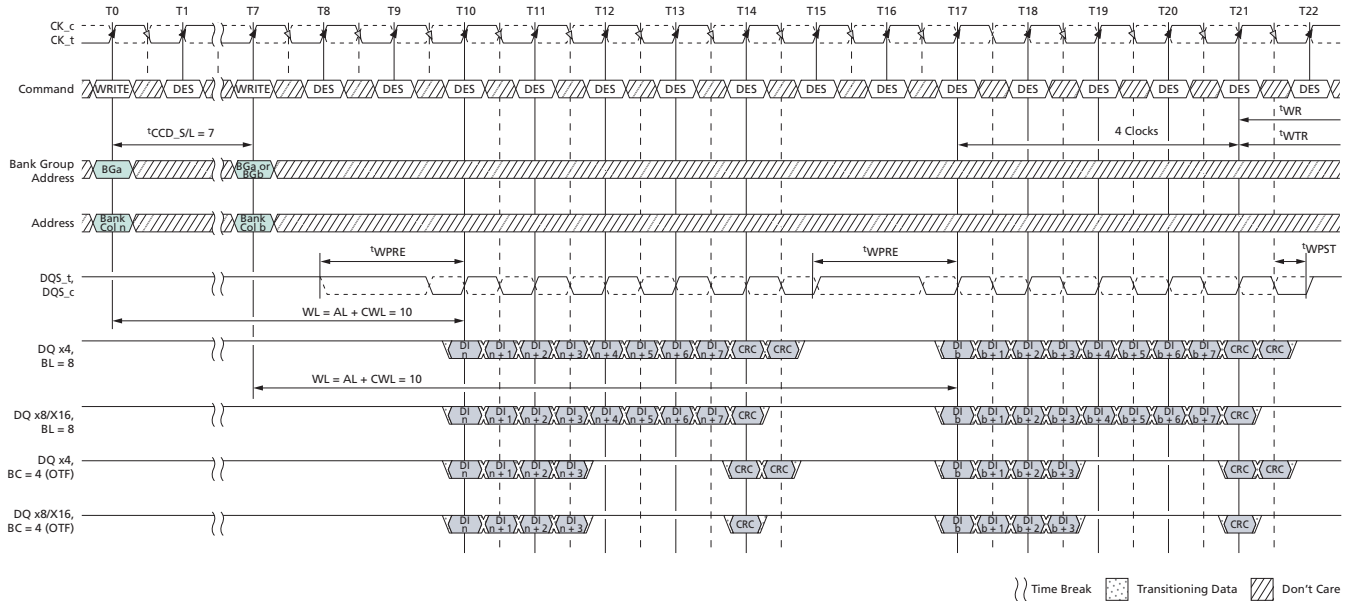 T0 T1 T7 T8 T9 T10 T11 T12 T13 T14 T15 T16 T17 T18 T19 T20 T21 T22
CK_c
CK_t
Command WRITE DES WRITE DES DES DES DES DES DES DES DES DES DES DES DES DES DES DES
tWR
tCCD_S/L = 7
4 Clocks
tWTR
Bank Group
Address
BGa
BGa or
BGb
Address
Bank
Col n
Bank
Col b
tWPRE
tWPRE
tWPST
DQS_t,
DQS_c
WL = AL + CWL = 10
DQ x4,
BL = 8
DI DI DI DI DI DI DI DI CRC CRC DI DI DI DI DI DI DI DI CRC CRC
n n + 1 n + 2 n + 3 n + 4 n + 5 n + 6 n + 7 b b + 1 b + 2 b + 3 b + 4 b + 5 b + 6 b + 7
WL = AL + CWL = 10
DQ x8/X16,
BL = 8
DI DI DI DI DI DI DI DI CRC DI DI DI DI DI DI DI DI CRC
n n + 1 n + 2 n + 3 n + 4 n + 5 n + 6 n + 7 b b + 1 b + 2 b + 3 b + 4 b + 5 b + 6 b + 7
DQ x4,
BC = 4 (OTF)
DI DI DI DI CRC CRC DI DI DI DI CRC CRC
n n + 1 n + 2 n + 3 b b + 1 b + 2 b + 3
DQ x8/X16,
BC = 4 (OTF)
DI DI DI DI CRC DI DI DI DI CRC
n n + 1 n + 2 n + 3 b b + 1 b + 2 b + 3
Time Break Transitioning Data Don't Care